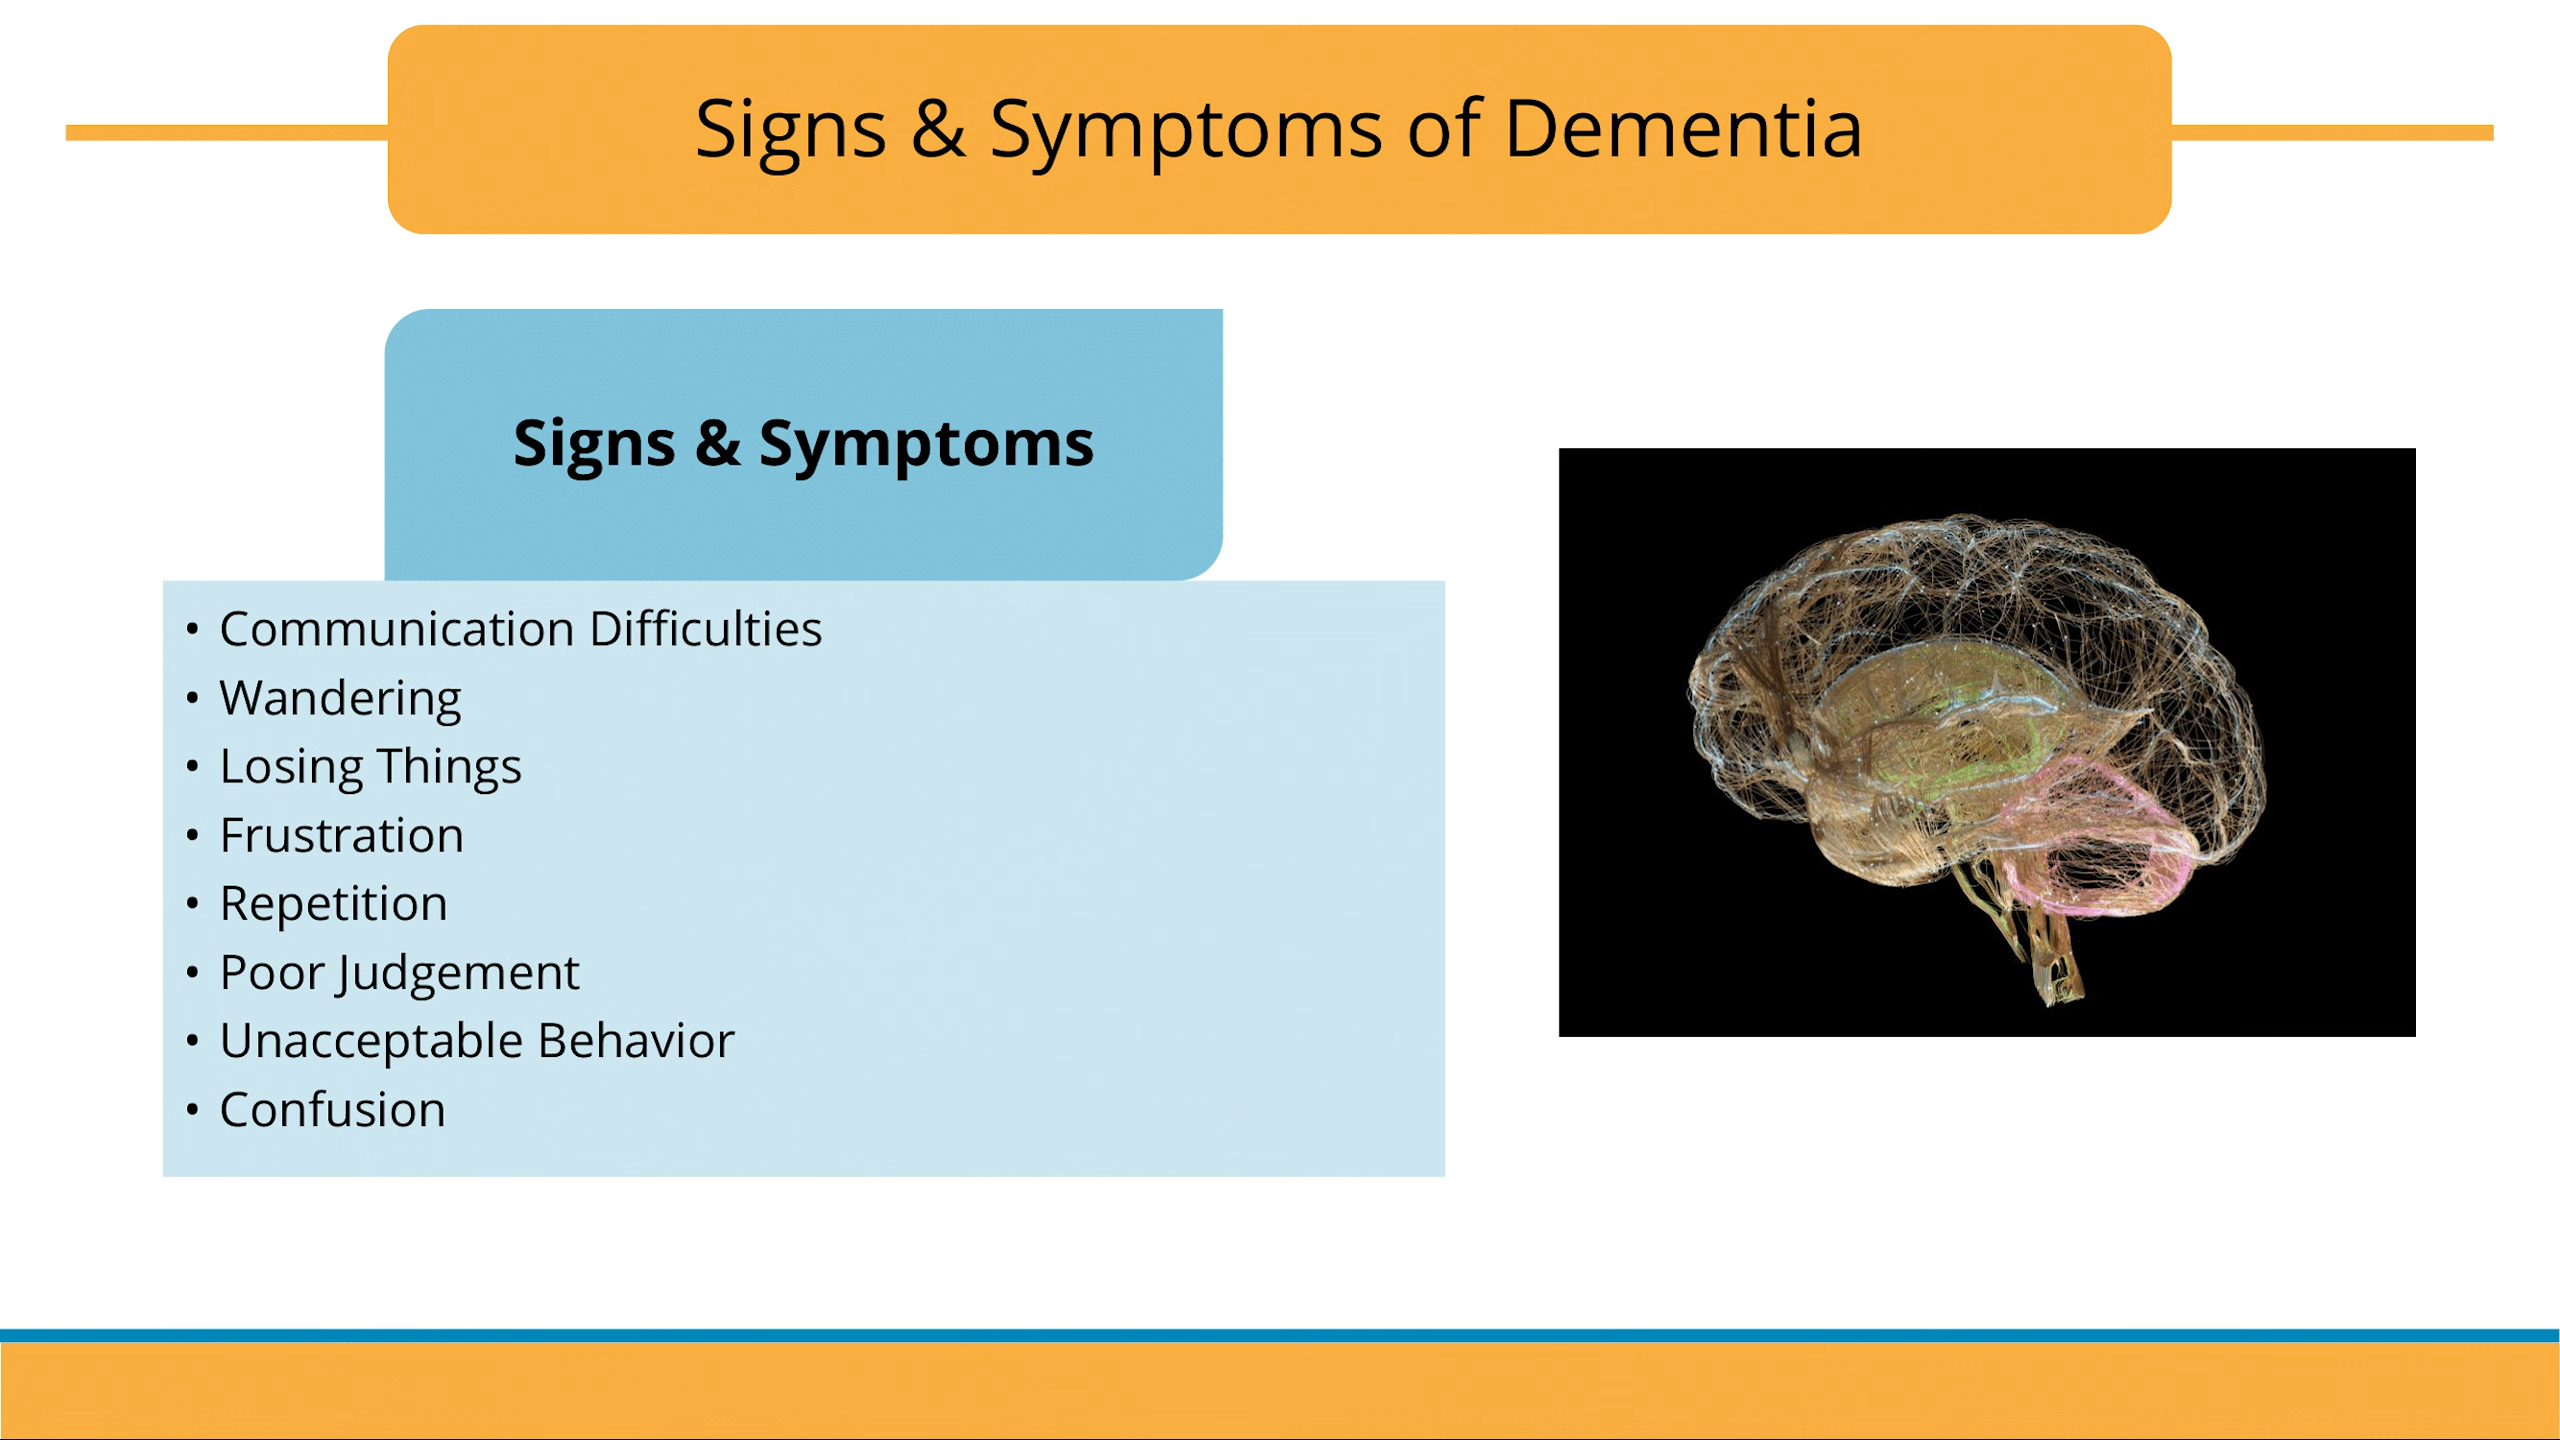 Signs & Symptoms of Dementia
Signs & Symptoms
• Communication Difficulties
• Wandering
• Losing Things
• Frustration
• Repetition
• Poor Judgement
• Unacceptable Behavior
• Confusion